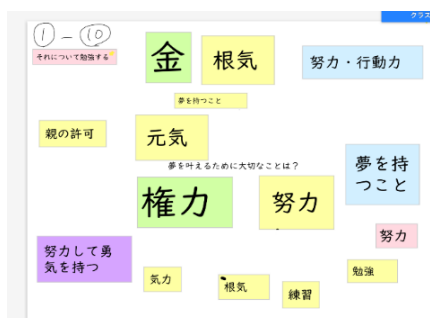 クラス
①-⑩
それについて勉強する
金
根気
努力・行動力
夢を持つこと
親の許可
元気
夢を叶えるために大切なことは？
夢を持
つこと
権力
努力
努力
努力して勇
気を持つ
気力
根気
練習
勉強